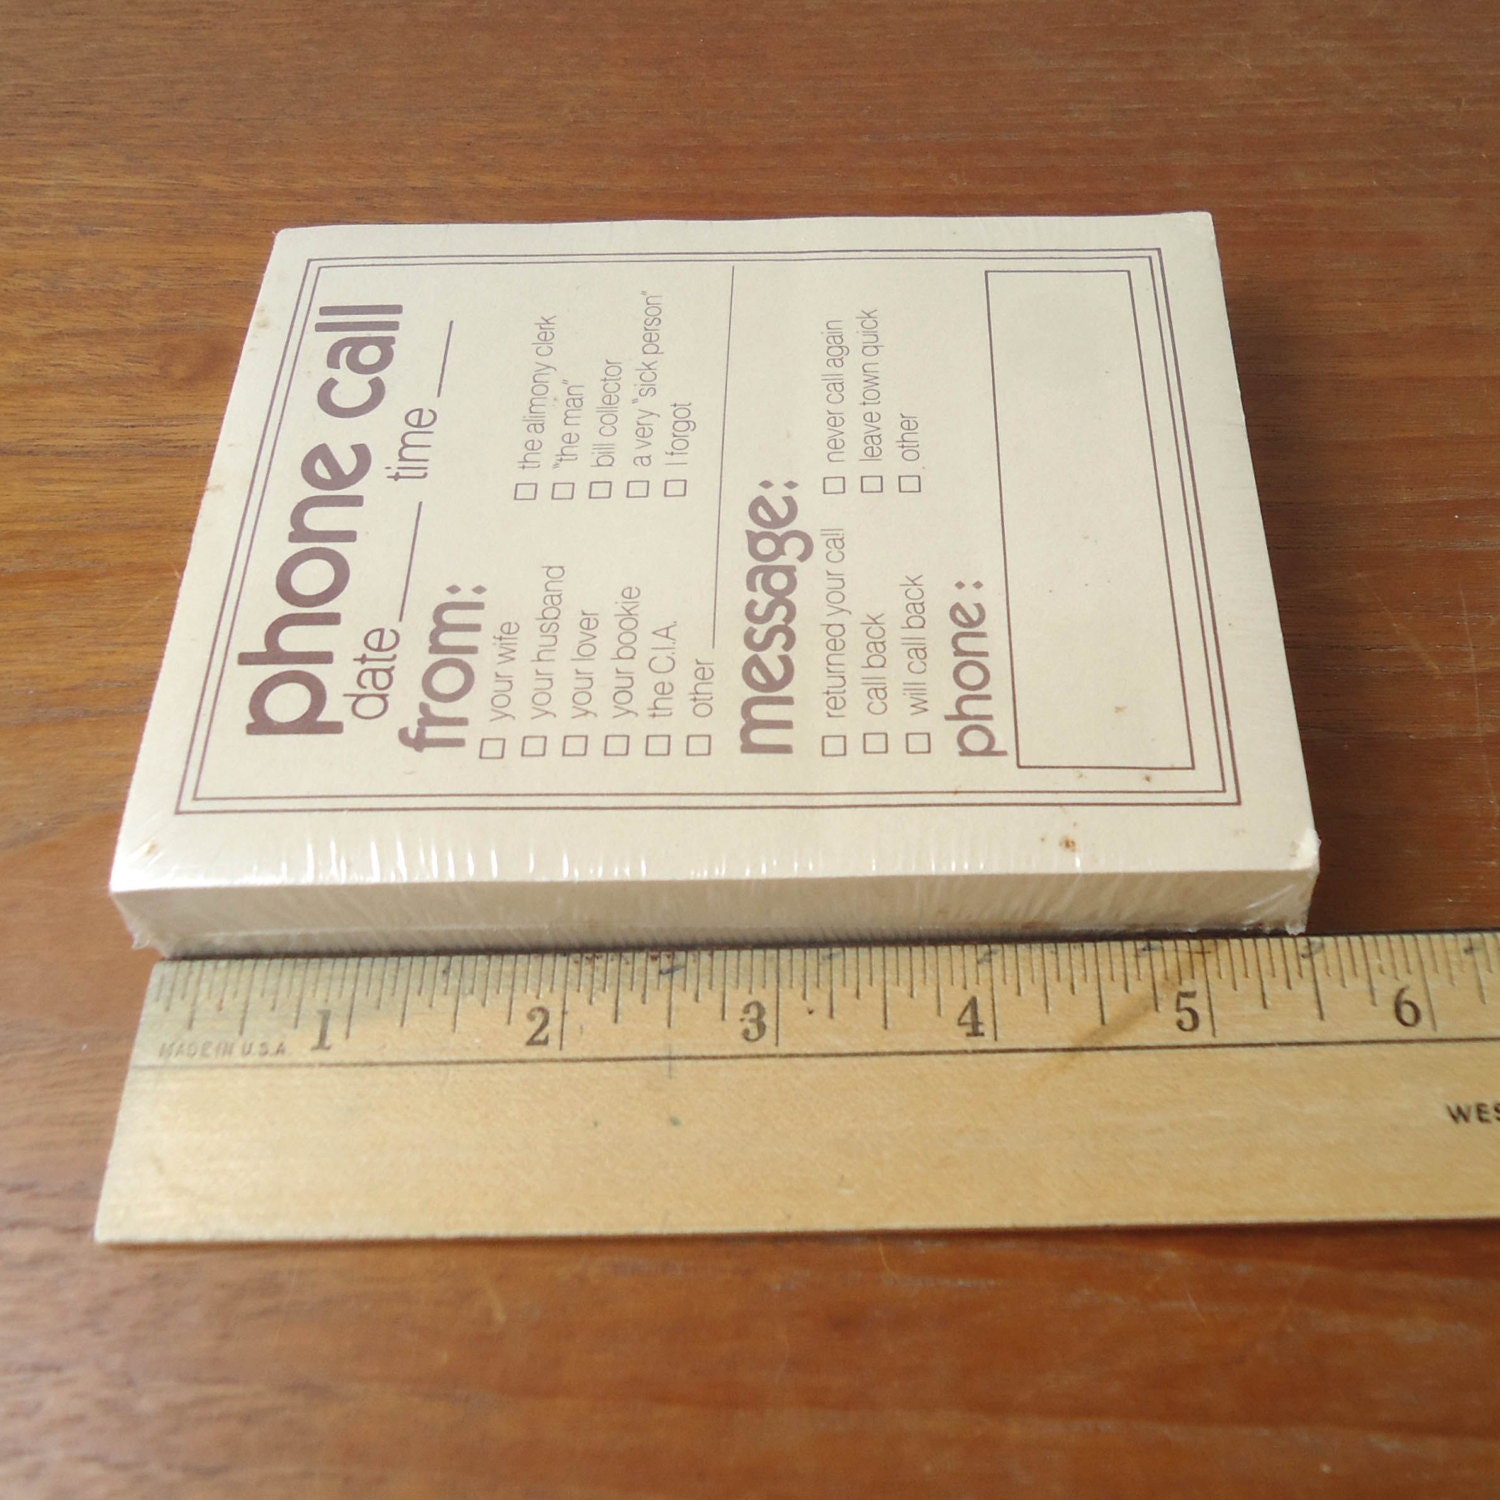 phone call
date time
from:
your wife
your husband
your lover
your bookie
the C.I.A.
other
the alimony clerk
"the man"
bill collector
a very "sick person"
I forgot
message:
returned your call
call back
will call back
never call again
leave town quick
other
phone:
1 2 3 4 5 6
MADE IN U.S.A.
WES